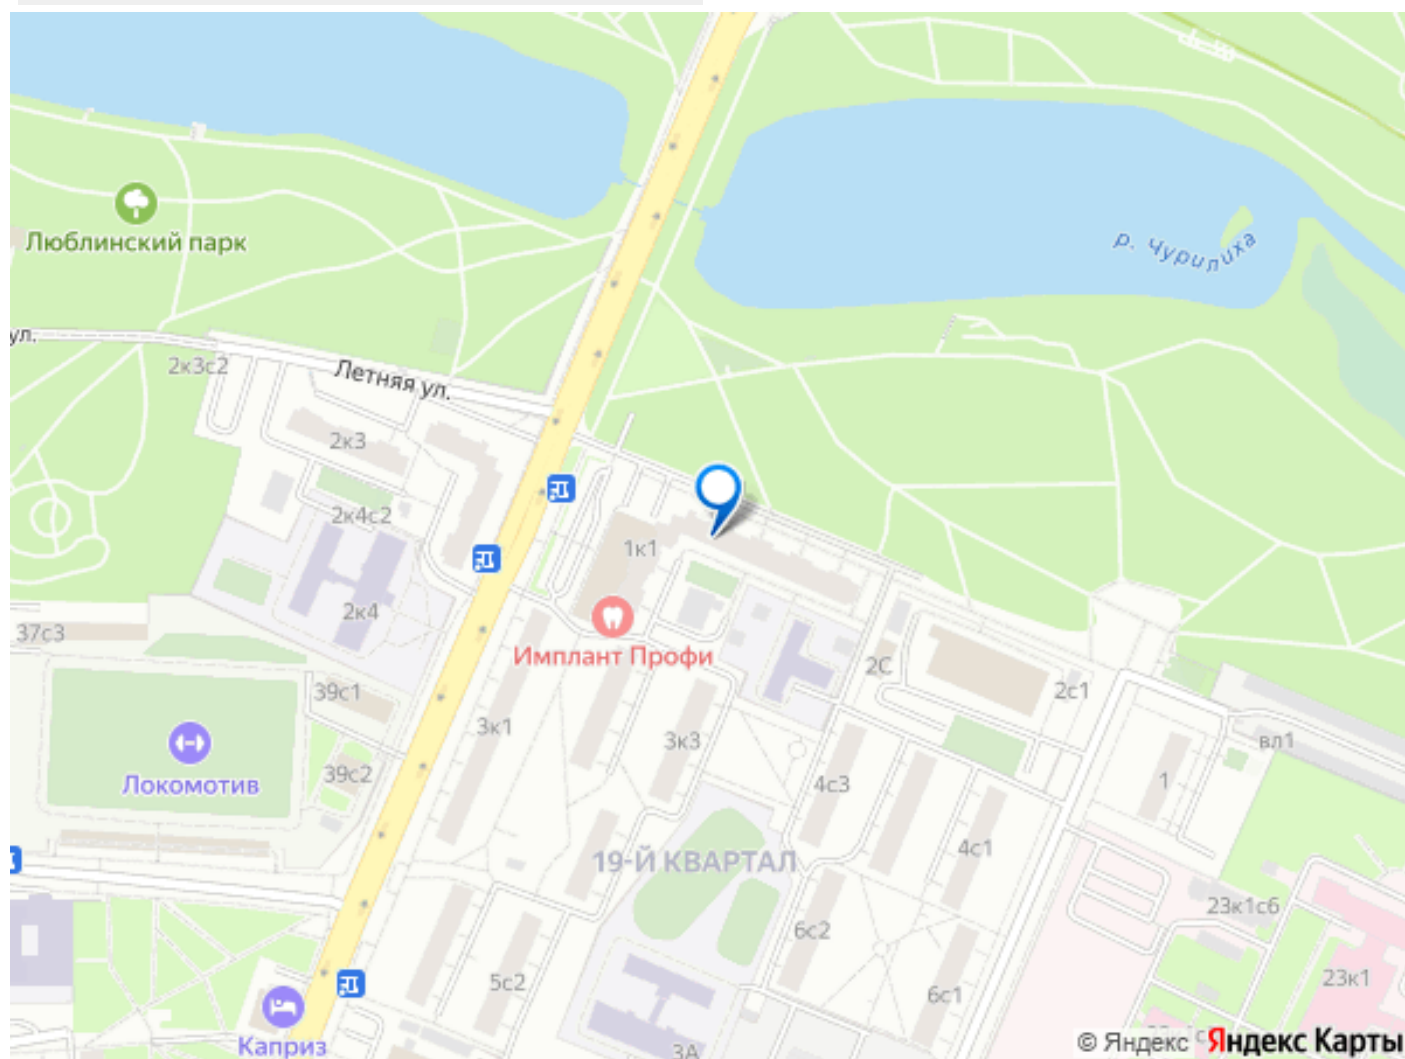 Люблинский парк
р. Чурилиха
ул.
2к3с2
Летняя ул.
2к3
2к4с2
1к1
2к4
37с3
Имплант Профи
2С
2с1
39с1
3к1
3к3
вл1
Локомотив
39с2
4с3
1
19-Й КВАРТАЛ
4с1
23к1с6
6с2
5с2
6с1
23к1
Каприз
3А
© Яндекс Яндекс Карты